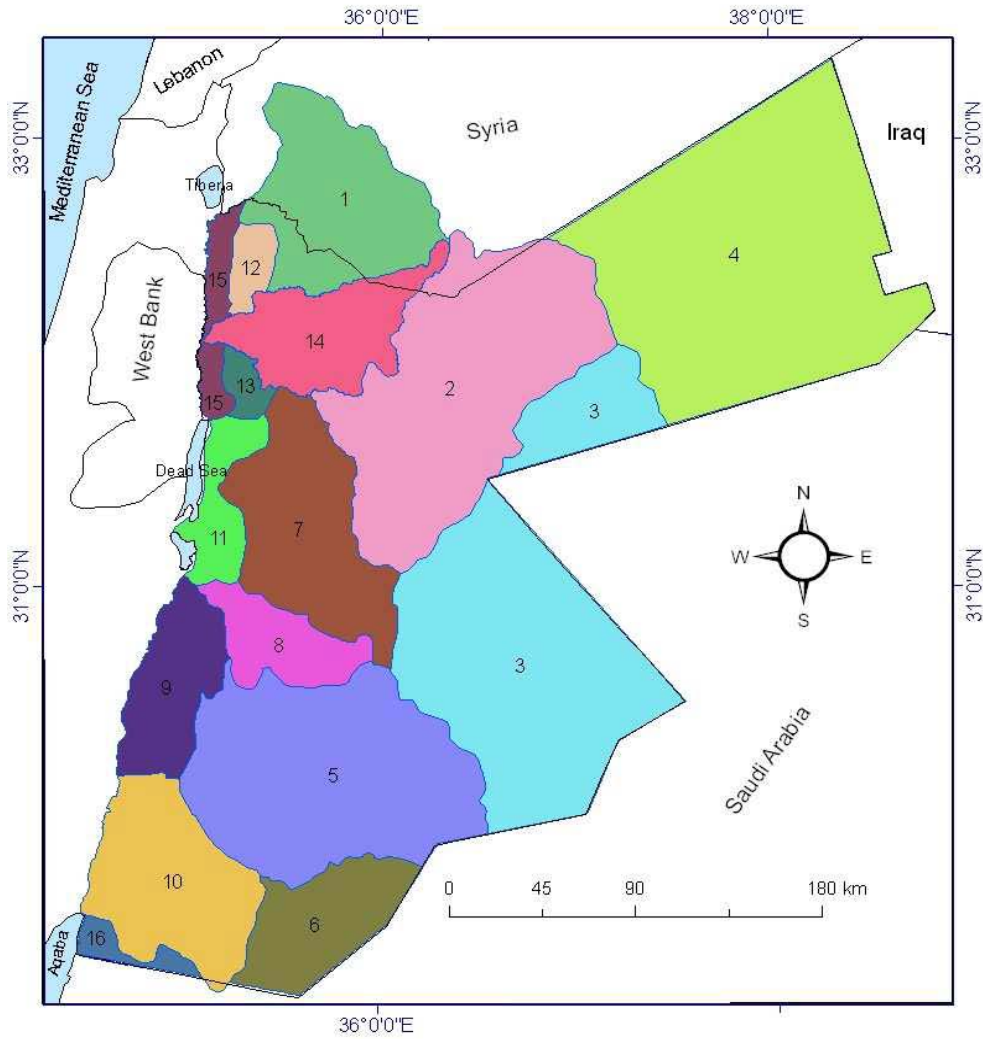 36°0'0"E
38°0'0"E
Mediterranean Sea
Lebanon
Syria
Iraq
33°0'0"N
33°0'0"N
Tiberia
1
4
15
12
West Bank
14
13
2
15
3
Dead Sea
N
W
E
S
7
11
31°0'0"N
31°0'0"N
8
9
3
Saudi Arabia
5
10
0
45
90
180 km
6
16
Aqaba
36°0'0"E